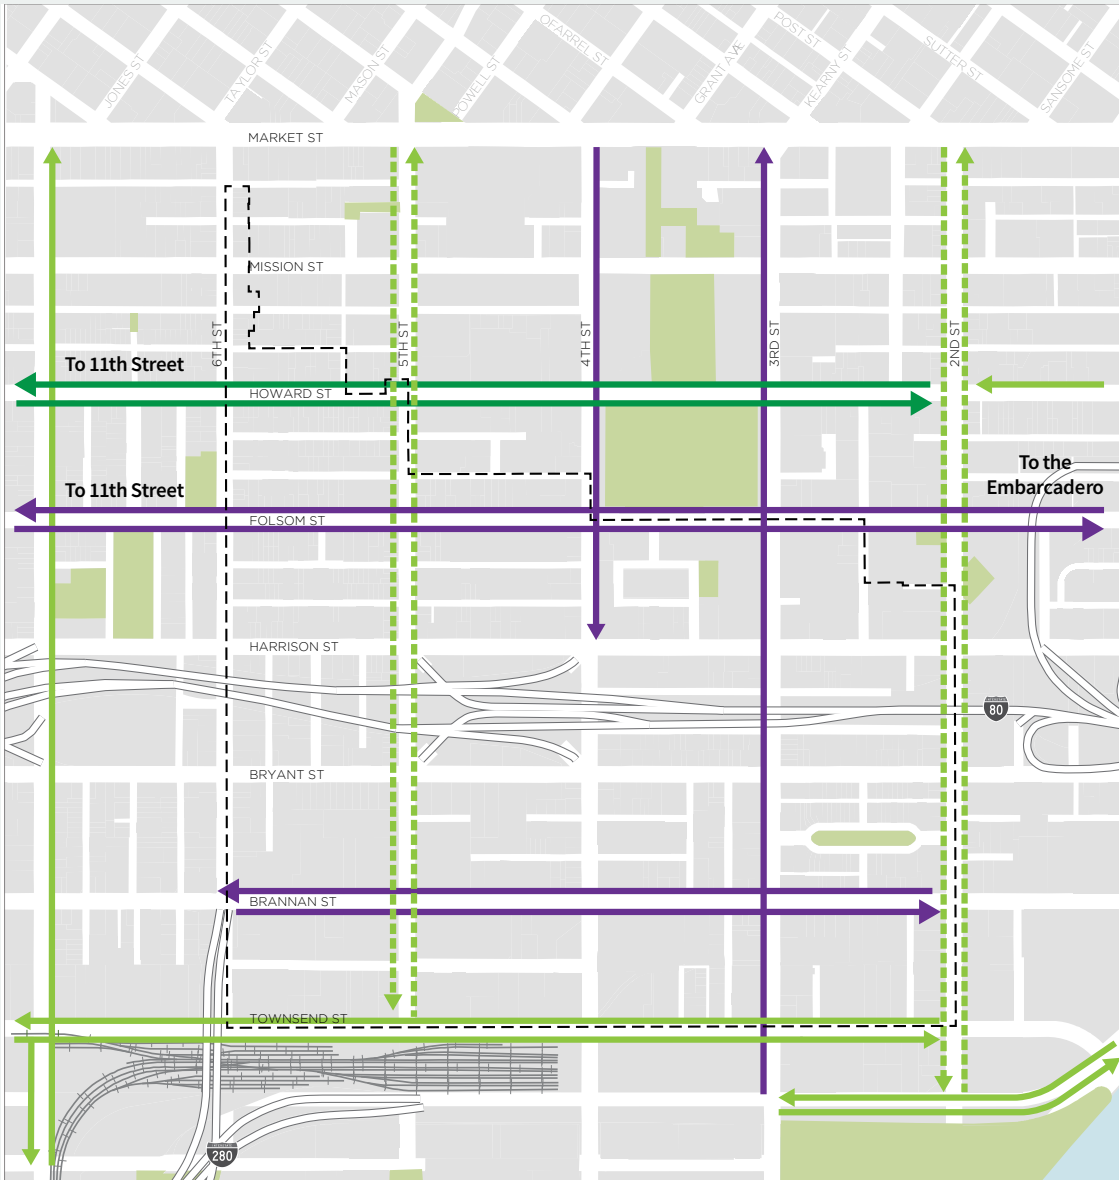 JONES ST
TAYLOR ST
MASON ST
POWELL ST
OFARREL ST
GRANT AVE
POST ST
KEARNY ST
SUTTER ST
SANSOME ST
MARKET ST
MISSION ST
6TH ST
5TH ST
4TH ST
3RD ST
2ND ST
To 11th Street
HOWARD ST
To the
Embarcadero
To 11th Street
FOLSOM ST
HARRISON ST
80
BRYANT ST
BRANNAN ST
TOWNSEND ST
280